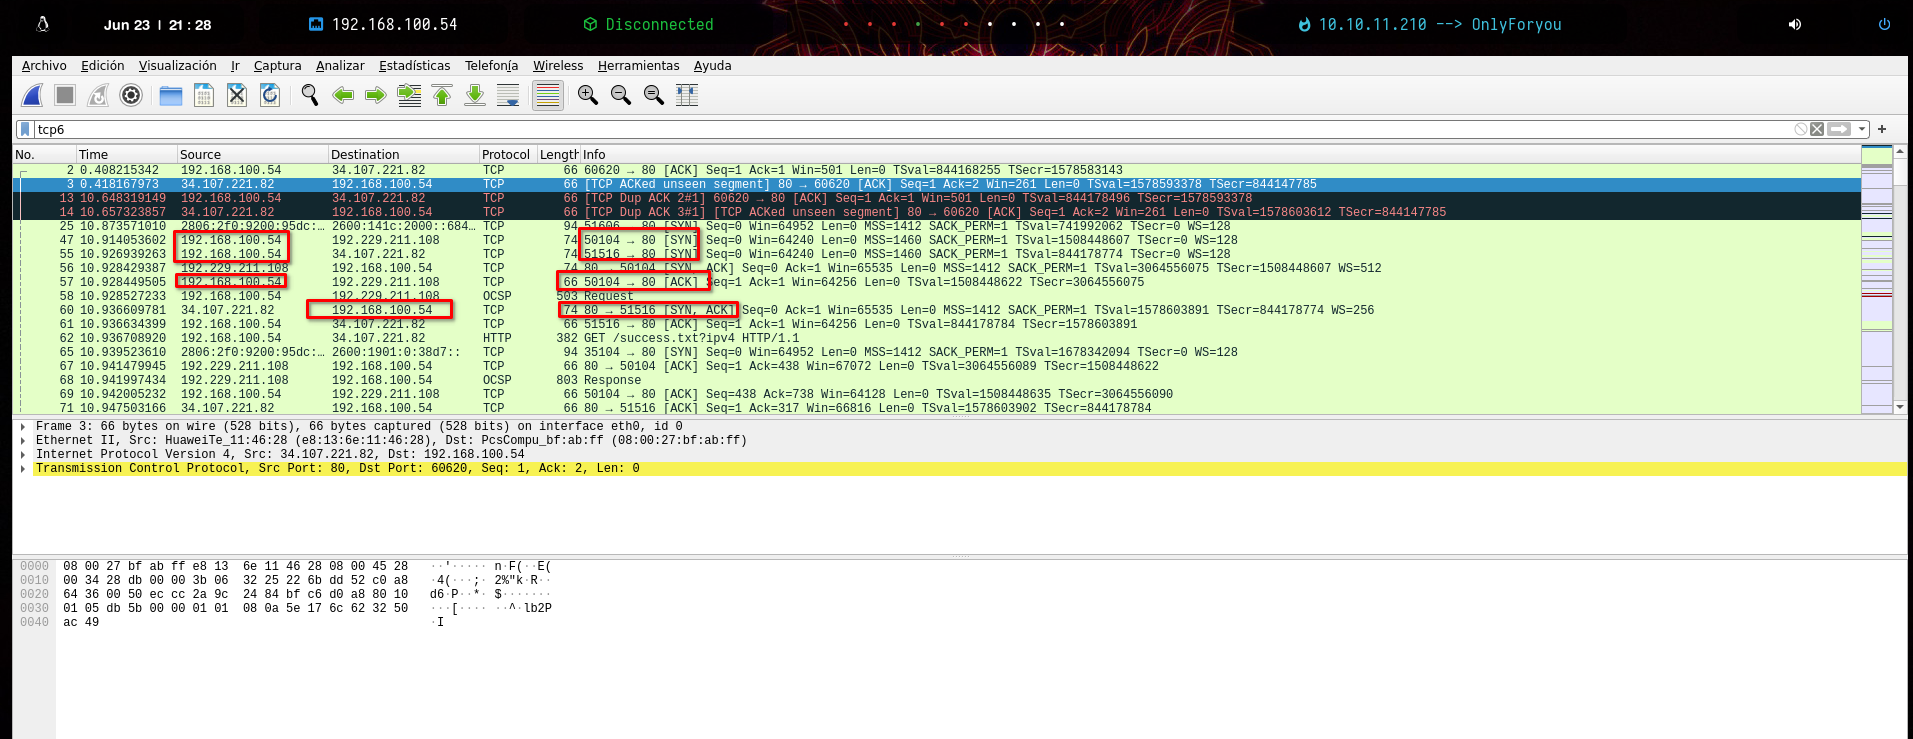 Jun 23 | 21:28 192.168.100.54 Disconnected 10.10.11.210 --> OnlyForyou
Archivo Edición Visualización Ir Captura Analizar Estadísticas Telefonía Wireless Herramientas Ayuda
tcp6
No. Time Source Destination Protocol Length Info
2 0.408215342 192.168.100.54 34.107.221.82 TCP 66 60620 → 80 [ACK] Seq=1 Ack=1 Win=501 Len=0 TSval=844168255 TSecr=1578583143
3 0.418167973 34.107.221.82 192.168.100.54 TCP 66 [TCP ACKed unseen segment] 80 → 60620 [ACK] Seq=1 Ack=2 Win=261 Len=0 TSval=1578593378 TSecr=844147785
13 10.648319149 192.168.100.54 34.107.221.82 TCP 66 [TCP Dup ACK 2#1] 60620 → 80 [ACK] Seq=1 Ack=1 Win=501 Len=0 TSval=844178496 TSecr=1578593378
14 10.657323857 34.107.221.82 192.168.100.54 TCP 66 [TCP Dup ACK 3#1] [TCP ACKed unseen segment] 80 → 60620 [ACK] Seq=1 Ack=2 Win=261 Len=0 TSval=1578603612 TSecr=844147785
25 10.873571010 2806:2f0:9200:95dc:… 2600:141c:2000::684… TCP 94 51606 → 80 [SYN] Seq=0 Win=64952 Len=0 MSS=1412 SACK_PERM=1 TSval=741992062 TSecr=0 WS=128
47 10.914053602 192.168.100.54 192.229.211.108 TCP 74 50104 → 80 [SYN] Seq=0 Win=64240 Len=0 MSS=1460 SACK_PERM=1 TSval=1508448607 TSecr=0 WS=128
55 10.926939263 192.168.100.54 34.107.221.82 TCP 74 51516 → 80 [SYN] Seq=0 Win=64240 Len=0 MSS=1460 SACK_PERM=1 TSval=844178774 TSecr=0 WS=128
56 10.928429387 192.229.211.108 192.168.100.54 TCP 74 80 → 50104 [SYN, ACK] Seq=0 Ack=1 Win=65535 Len=0 MSS=1412 SACK_PERM=1 TSval=3064556075 TSecr=1508448607 WS=512
57 10.928449505 192.168.100.54 192.229.211.108 TCP 66 50104 → 80 [ACK] Seq=1 Ack=1 Win=64256 Len=0 TSval=1508448622 TSecr=3064556075
58 10.928527233 192.168.100.54 192.229.211.108 OCSP 503 Request
60 10.936609781 34.107.221.82 192.168.100.54 TCP 74 80 → 51516 [SYN, ACK] Seq=0 Ack=1 Win=65535 Len=0 MSS=1412 SACK_PERM=1 TSval=1578603891 TSecr=844178774 WS=256
61 10.936634399 192.168.100.54 34.107.221.82 TCP 66 51516 → 80 [ACK] Seq=1 Ack=1 Win=64256 Len=0 TSval=844178784 TSecr=1578603891
62 10.936708920 192.168.100.54 34.107.221.82 HTTP 382 GET /success.txt?ipv4 HTTP/1.1
65 10.939523610 2806:2f0:9200:95dc:… 2600:1901:0:38d7:: TCP 94 35104 → 80 [SYN] Seq=0 Win=64952 Len=0 MSS=1412 SACK_PERM=1 TSval=1678342094 TSecr=0 WS=128
67 10.941479945 192.229.211.108 192.168.100.54 TCP 66 80 → 50104 [ACK] Seq=1 Ack=438 Win=67072 Len=0 TSval=3064556089 TSecr=1508448622
68 10.941997434 192.229.211.108 192.168.100.54 OCSP 803 Response
69 10.942005232 192.168.100.54 192.229.211.108 TCP 66 50104 → 80 [ACK] Seq=438 Ack=738 Win=64128 Len=0 TSval=1508448635 TSecr=3064556090
71 10.947503166 34.107.221.82 192.168.100.54 TCP 66 80 → 51516 [ACK] Seq=1 Ack=317 Win=66816 Len=0 TSval=1578603902 TSecr=844178784
Frame 3: 66 bytes on wire (528 bits), 66 bytes captured (528 bits) on interface eth0, id 0
Ethernet II, Src: HuaweiTe_11:46:28 (e8:13:6e:11:46:28), Dst: PcsCompu_bf:ab:ff (08:00:27:bf:ab:ff)
Internet Protocol Version 4, Src: 34.107.221.82, Dst: 192.168.100.54
Transmission Control Protocol, Src Port: 80, Dst Port: 60620, Seq: 1, Ack: 2, Len: 0
0000 08 00 27 bf ab ff e8 13 6e 11 46 28 08 00 45 28 ··'····· n·F(··E(
0010 00 34 28 db 00 00 3b 06 32 25 22 6b dd 52 c0 a8 ·4(···;· 2%"k·R··
0020 64 36 00 50 ec cc 2a 9c 24 84 bf c6 d0 a8 80 10 d6·P··*· $·······
0030 01 05 db 5b 00 00 01 01 08 0a 5e 17 6c 62 32 50 ···[···· ··^·lb2P
0040 ac 49 ·I